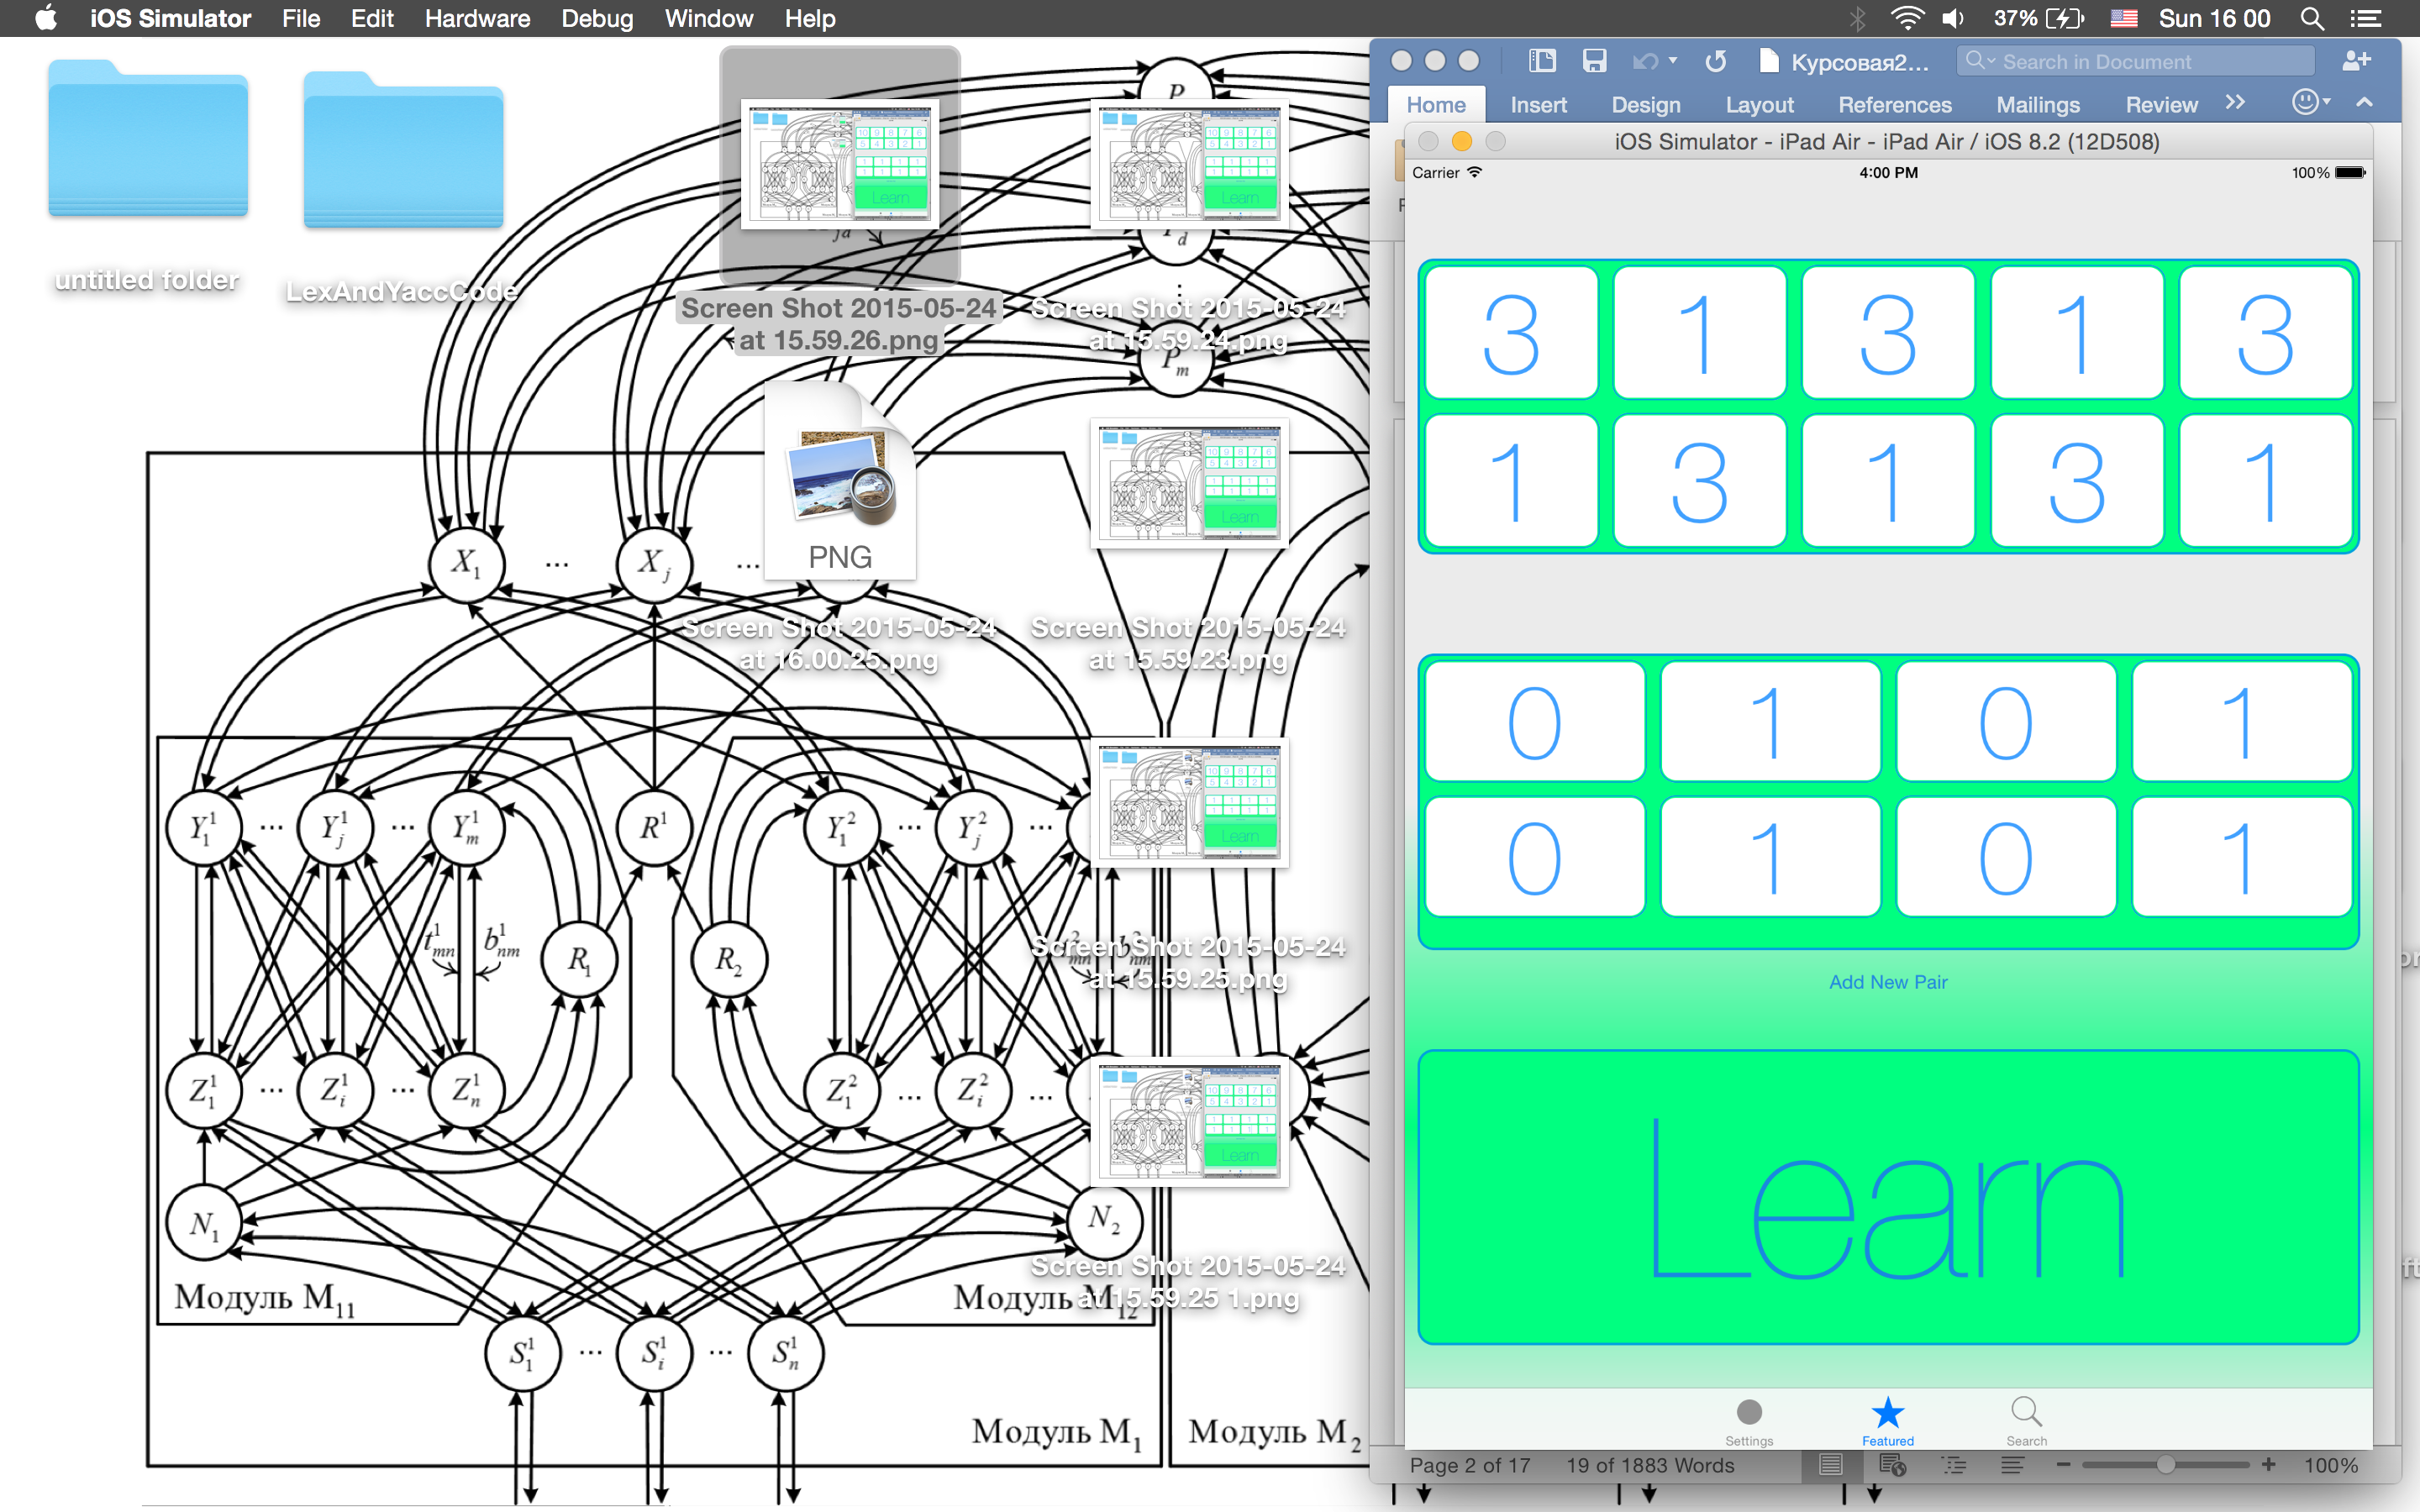 iOS Simulator File Edit Hardware Debug Window Help 37% Sun 16 00
untitled folder
LexAndYaccCode
Screen Shot 2015-05-24
at 15.59.26.png
Screen Shot 2015-05-24
at 15.59.24.png
PNG
Screen Shot 2015-05-24
at 16.00.25.png
Screen Shot 2015-05-24
at 15.59.23.png
Screen Shot 2015-05-24
at 15.59.25.png
Screen Shot 2015-05-24
at 15.59.25 1.png
P
P_d
P_m
X_1 ... X_j ...
Y_1^1 ... Y_j^1 ... Y_m^1 R^1 Y_1^2 ... Y_j^2 ...
t_mn^1 b_nm^1 R_1 R_2
Z_1^1 ... Z_i^1 ... Z_n^1 Z_1^2 ... Z_i^2 ...
N_1 N_2
Модуль M_11 Модуль M_12
S_1^1 ... S_i^1 ... S_n^1
Модуль M_1 Модуль M_2
Курсовая2... Search in Document
Home Insert Design Layout References Mailings Review
iOS Simulator - iPad Air - iPad Air / iOS 8.2 (12D508)
Carrier 4:00 PM 100%
3 1 3 1 3
1 3 1 3 1
0 1 0 1
0 1 0 1
Add New Pair
Learn
Settings Featured Search
Page 2 of 17 19 of 1883 Words 100%